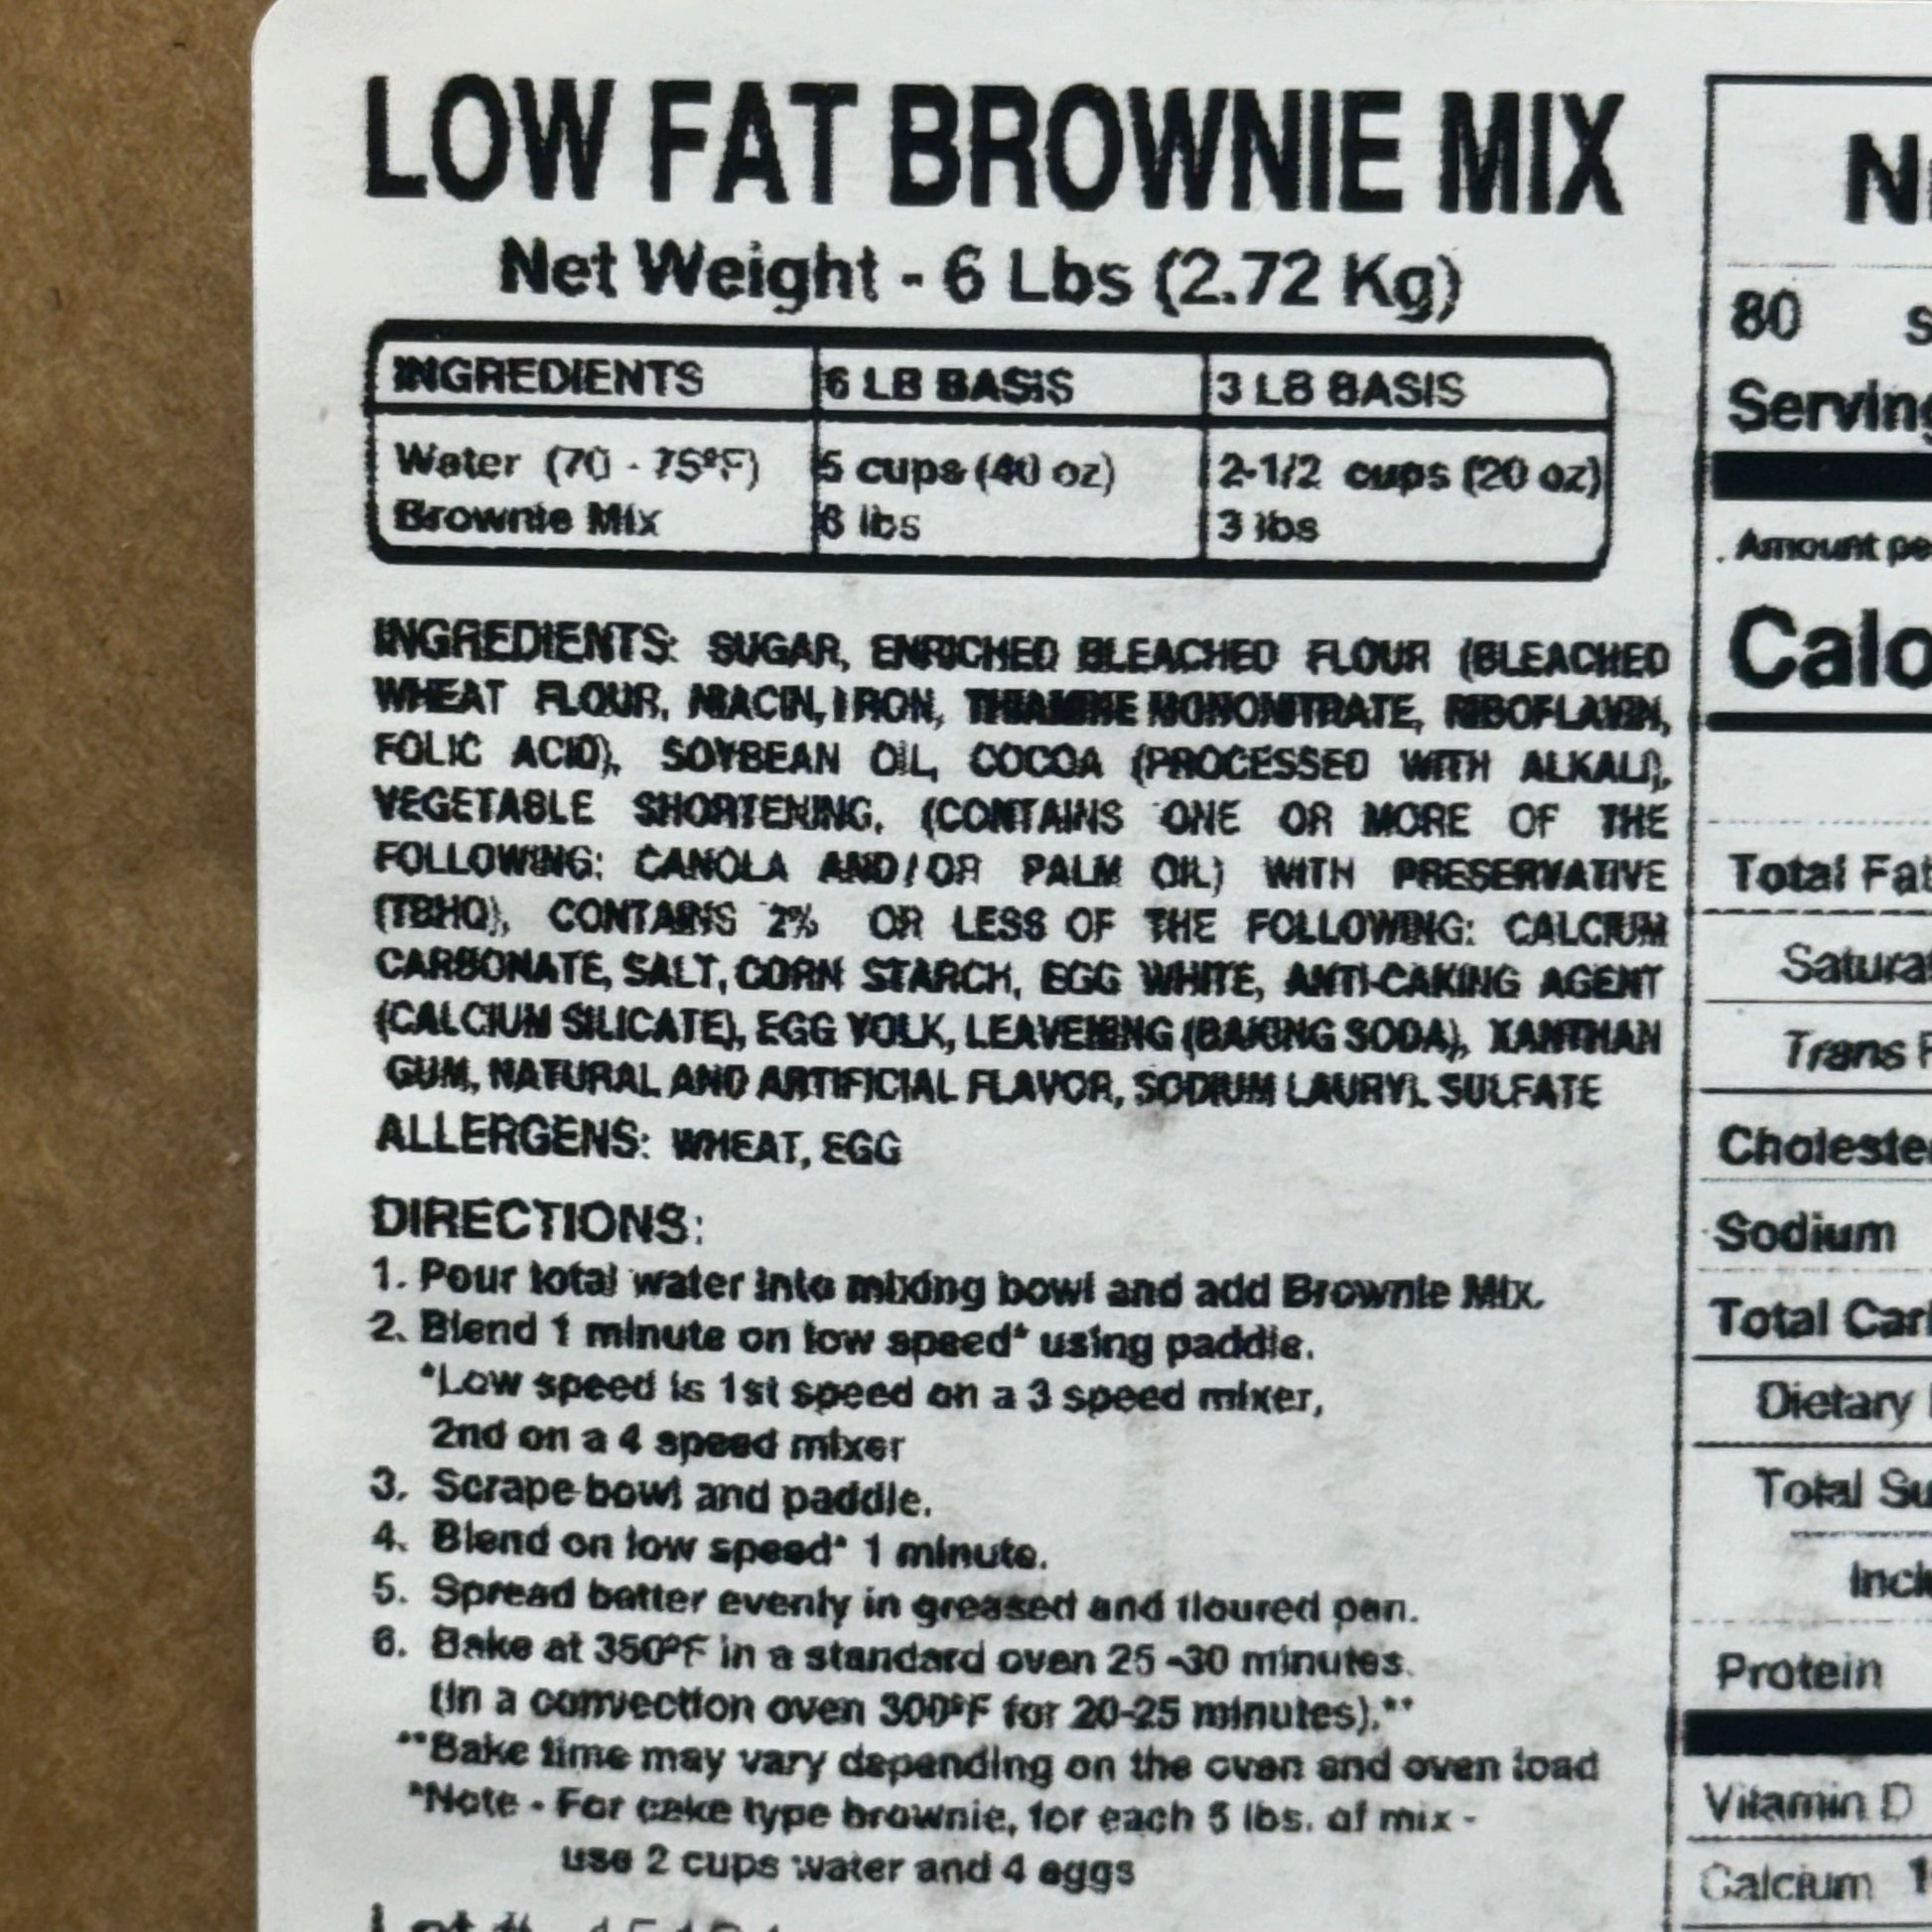 LOW FAT BROWNIE MIX
Net Weight - 6 Lbs (2.72 Kg)
INGREDIENTS 6 LB BASIS 3 LB BASIS
Water (70 - 75ºF) 5 cups (40 oz) 2-1/2 cups (20 oz)
Brownie Mix 6 lbs 3 lbs
INGREDIENTS: SUGAR, ENRICHED BLEACHED FLOUR (BLEACHED
WHEAT FLOUR, NIACIN, IRON, THIAMINE MONONITRATE, RIBOFLAVIN,
FOLIC ACID), SOYBEAN OIL, COCOA (PROCESSED WITH ALKALI),
VEGETABLE SHORTENING, (CONTAINS ONE OR MORE OF THE
FOLLOWING: CANOLA AND/OR PALM OIL) WITH PRESERVATIVE
(TBHQ), CONTAINS 2% OR LESS OF THE FOLLOWING: CALCIUM
CARBONATE, SALT, CORN STARCH, EGG WHITE, ANTI-CAKING AGENT
(CALCIUM SILICATE), EGG YOLK, LEAVEINNG (BAKING SODA), XANTHAN
GUM, NATURAL AND ARTIFICIAL FLAVOR, SODIUM LAURYL SULFATE
ALLERGENS: WHEAT, EGG
DIRECTIONS:
1. Pour total water into mixing bowl and add Brownie Mix.
2. Blend 1 minute on low speed* using paddle.
*Low speed is 1st speed on a 3 speed mixer,
2nd on a 4 speed mixer
3. Scrape bowl and paddle.
4. Blend on low speed* 1 minute.
5. Spread batter evenly in greased and floured pan.
6. Bake at 350ºF in a standard oven 25 -30 minutes.
(In a convection oven 300ºF for 20-25 minutes).**
**Bake time may vary depending on the oven and oven load
*Note - For cake type brownie, for each 5 lbs. of mix -
use 2 cups water and 4 eggs
Lot #
80 s
Serving
Amount pe
Calo
Total Fat
Satura
Trans F
Choleste
Sodium
Total Car
Dietary
Total Su
Incl
Protein
Vitamin D
Calcium 1